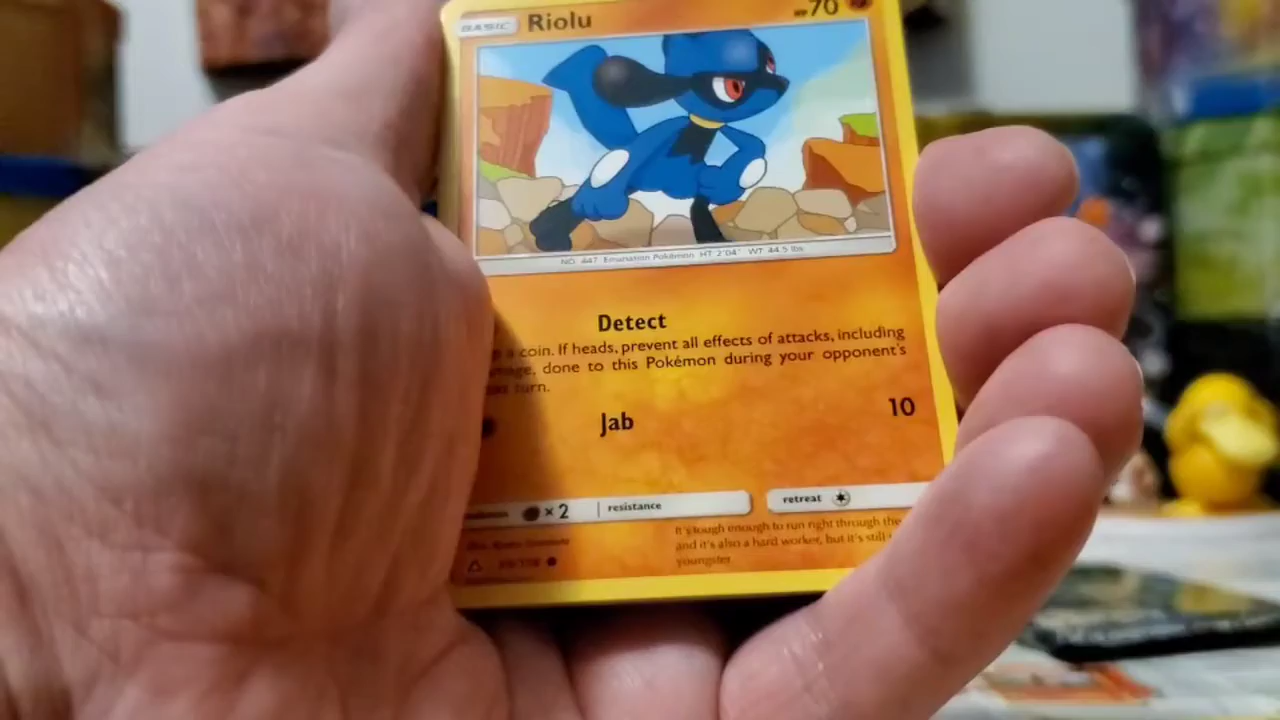 BASIC Riolu HP70
NO. 447 Emanation Pokémon HT 2'04" WT 44.5 lbs
Detect
a coin. If heads, prevent all effects of attacks, including
done to this Pokémon during your opponent's
turn.
Jab 10
×2 resistance retreat
It's tough enough to run right through the
and it's also a hard worker, but it's still
youngster.